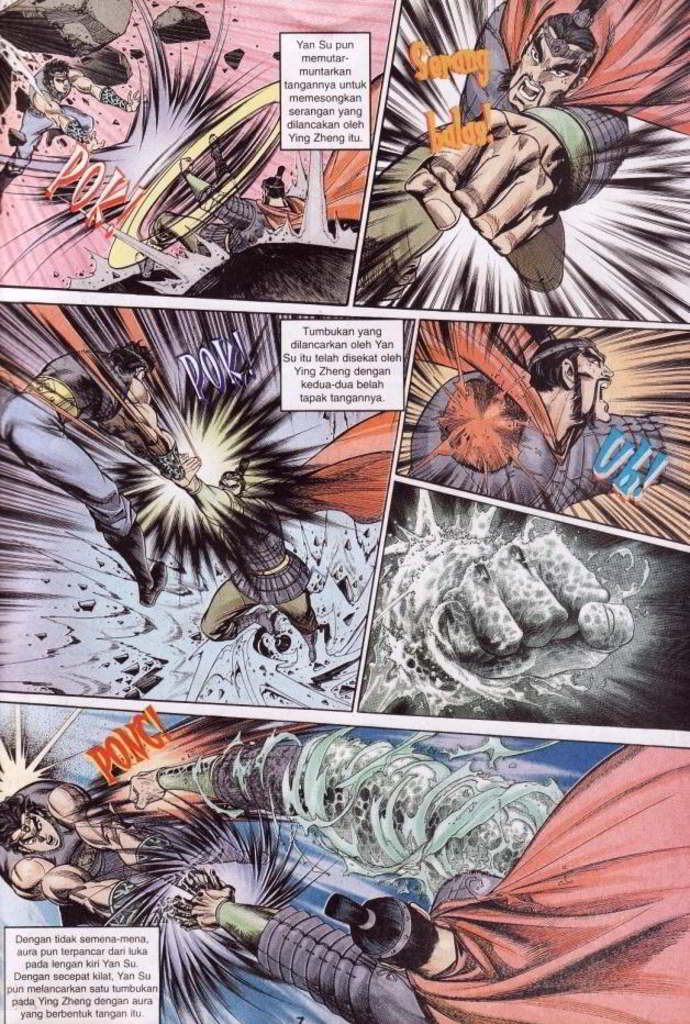 Yan Su pun
memutar-
muntarkan
tangannya untuk
memesongkan
serangan yang
dilancakan oleh
Ying Zheng itu.
POK!
Serang
balas!
POK!
Tumbukan yang
dilancarkan oleh Yan
Su itu telah disekat oleh
Ying Zheng dengan
kedua-dua belah
tapak tangannya.
Uh!
PONG!
Dengan tidak semena-mena,
aura pun terpancar dari luka
pada lengan kiri Yan Su.
Dengan secepat kilat, Yan Su
pun melancarkan satu tumbukan
pada Ying Zheng dengan aura
yang berbentuk tangan itu.
7